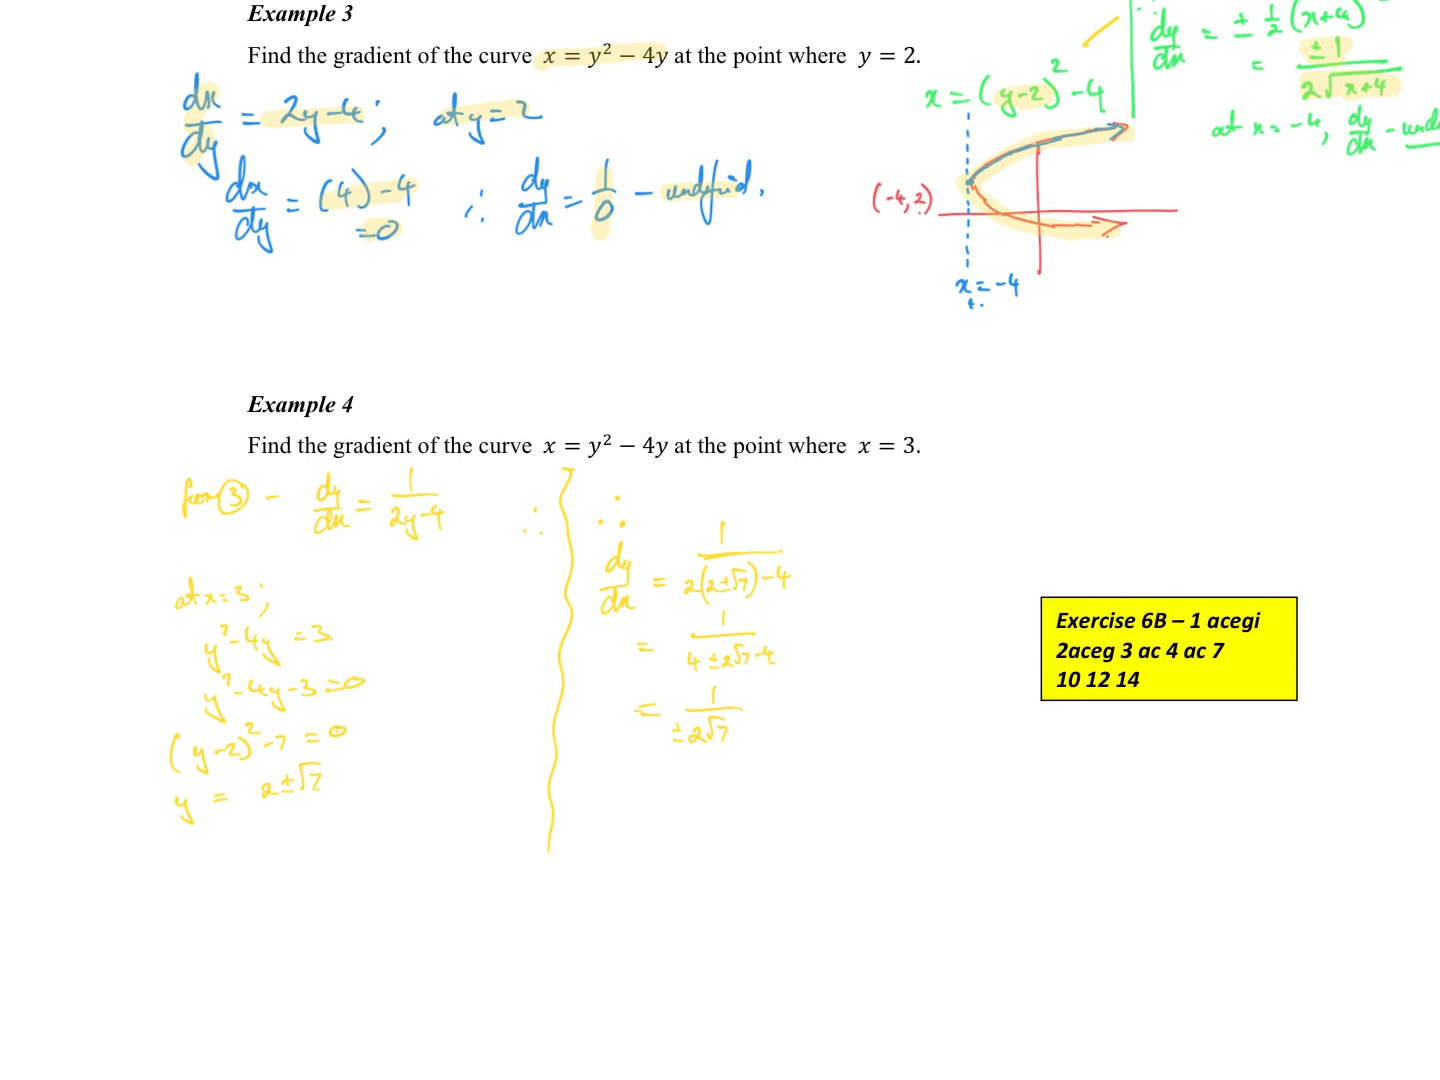 Example 3
Find the gradient of the curve x = y² − 4y at the point where y = 2.
dx/dy = 2y-4; at y=2
dx/dy = (4)-4
=0
∴ dy/dx = 1/0 -
x = (y-2)² -4
(-4,2)
x = -4
dy/dx = ± 1/2 (x+4)
= ±1/2√x+4
at x = -4, dy/dx -
Example 4
Find the gradient of the curve x = y² − 4y at the point where x = 3.
from ③ - dy/dx = 1/2y-4 ∴
at x=3;
y²-4y = 3
y²-4y-3=0
(y-2)²-7 = 0
y = 2±√7
∴
dy/dx = 1/2(2±√7)-4
= 1/4±2√7-4
= 1/±2√7
Exercise 6B – 1 acegi
2aceg 3 ac 4 ac 7
10 12 14